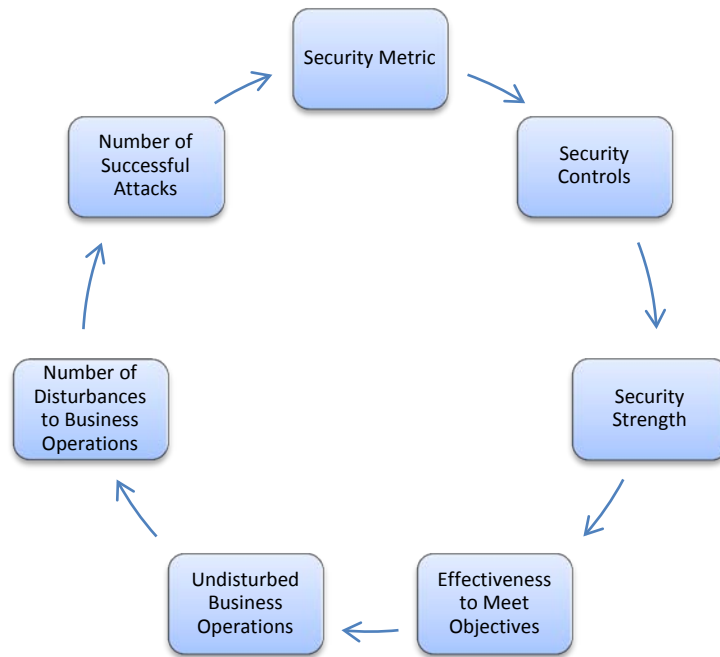 Security Metric
Security
Controls
Security
Strength
Effectiveness
to Meet
Objectives
Undisturbed
Business
Operations
Number of
Disturbances
to Business
Operations
Number of
Successful
Attacks